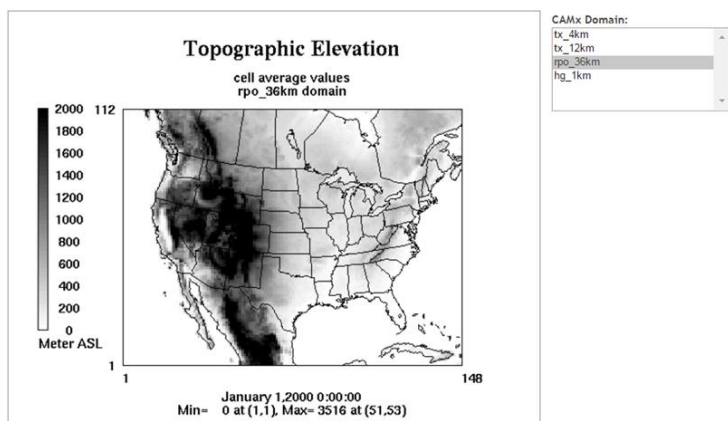 Topographic Elevation
cell average values
rpo_36km domain
2000
1800
1600
1400
1200
1000
800
600
400
200
0
Meter ASL
112
1
1
148
January 1,2000 0:00:00
Min= 0 at (1,1), Max= 3516 at (51,53)
CAMx Domain:
tx_4km
tx_12km
rpo_36km
hg_1km